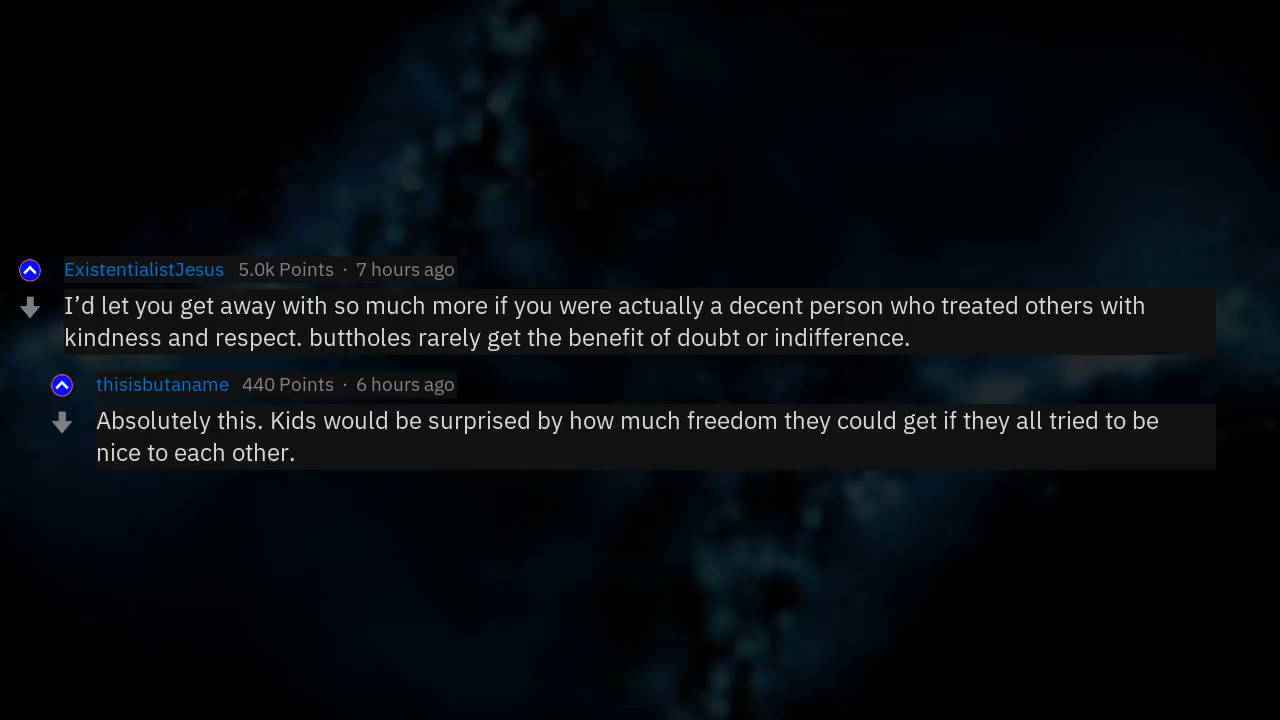 ExistentialistJesus 5.0k Points · 7 hours ago
I’d let you get away with so much more if you were actually a decent person who treated others with
kindness and respect. buttholes rarely get the benefit of doubt or indifference.
thisisbutaname 440 Points · 6 hours ago
Absolutely this. Kids would be surprised by how much freedom they could get if they all tried to be
nice to each other.